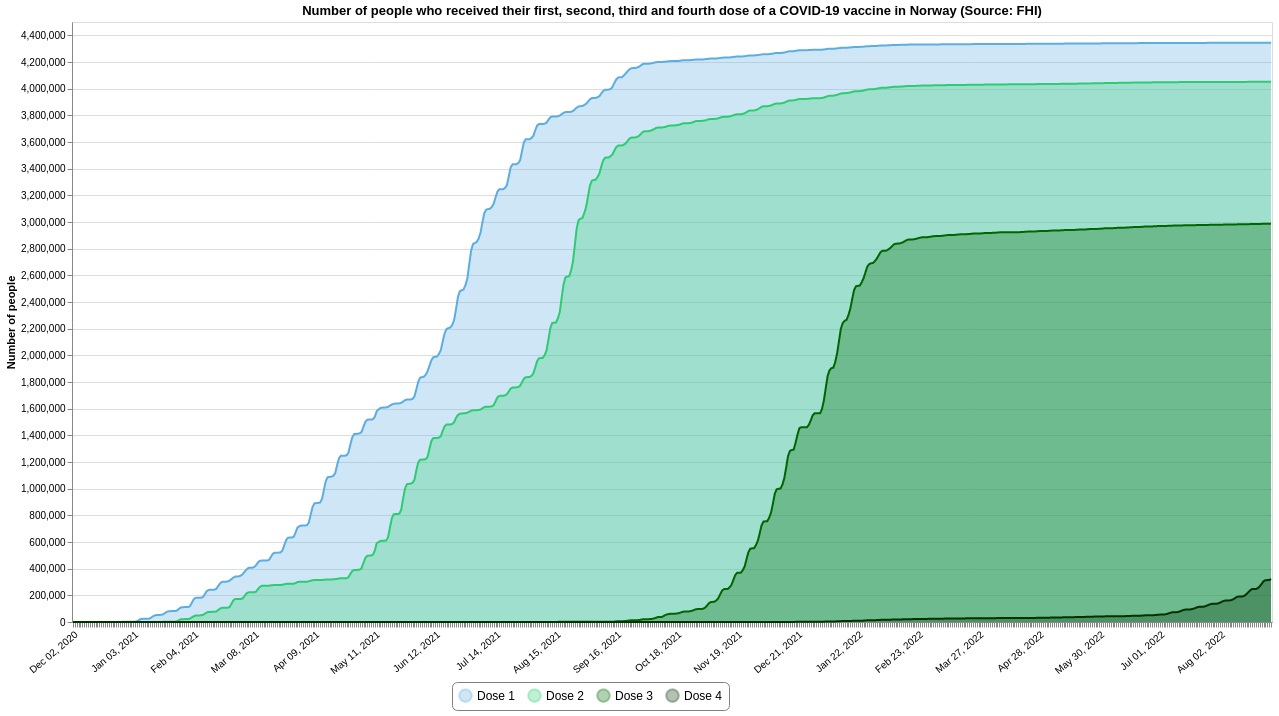 Number of people who received their first, second, third and fourth dose of a COVID-19 vaccine in Norway (Source: FHI)
Number of people
4,400,000
4,200,000
4,000,000
3,800,000
3,600,000
3,400,000
3,200,000
3,000,000
2,800,000
2,600,000
2,400,000
2,200,000
2,000,000
1,800,000
1,600,000
1,400,000
1,200,000
1,000,000
800,000
600,000
400,000
200,000
0
Dec 02, 2020
Jan 03, 2021
Feb 04, 2021
Mar 08, 2021
Apr 09, 2021
May 11, 2021
Jun 12, 2021
Jul 14, 2021
Aug 15, 2021
Sep 16, 2021
Oct 18, 2021
Nov 19, 2021
Dec 21, 2021
Jan 22, 2022
Feb 23, 2022
Mar 27, 2022
Apr 28, 2022
May 30, 2022
Jul 01, 2022
Aug 02, 2022
Dose 1
Dose 2
Dose 3
Dose 4